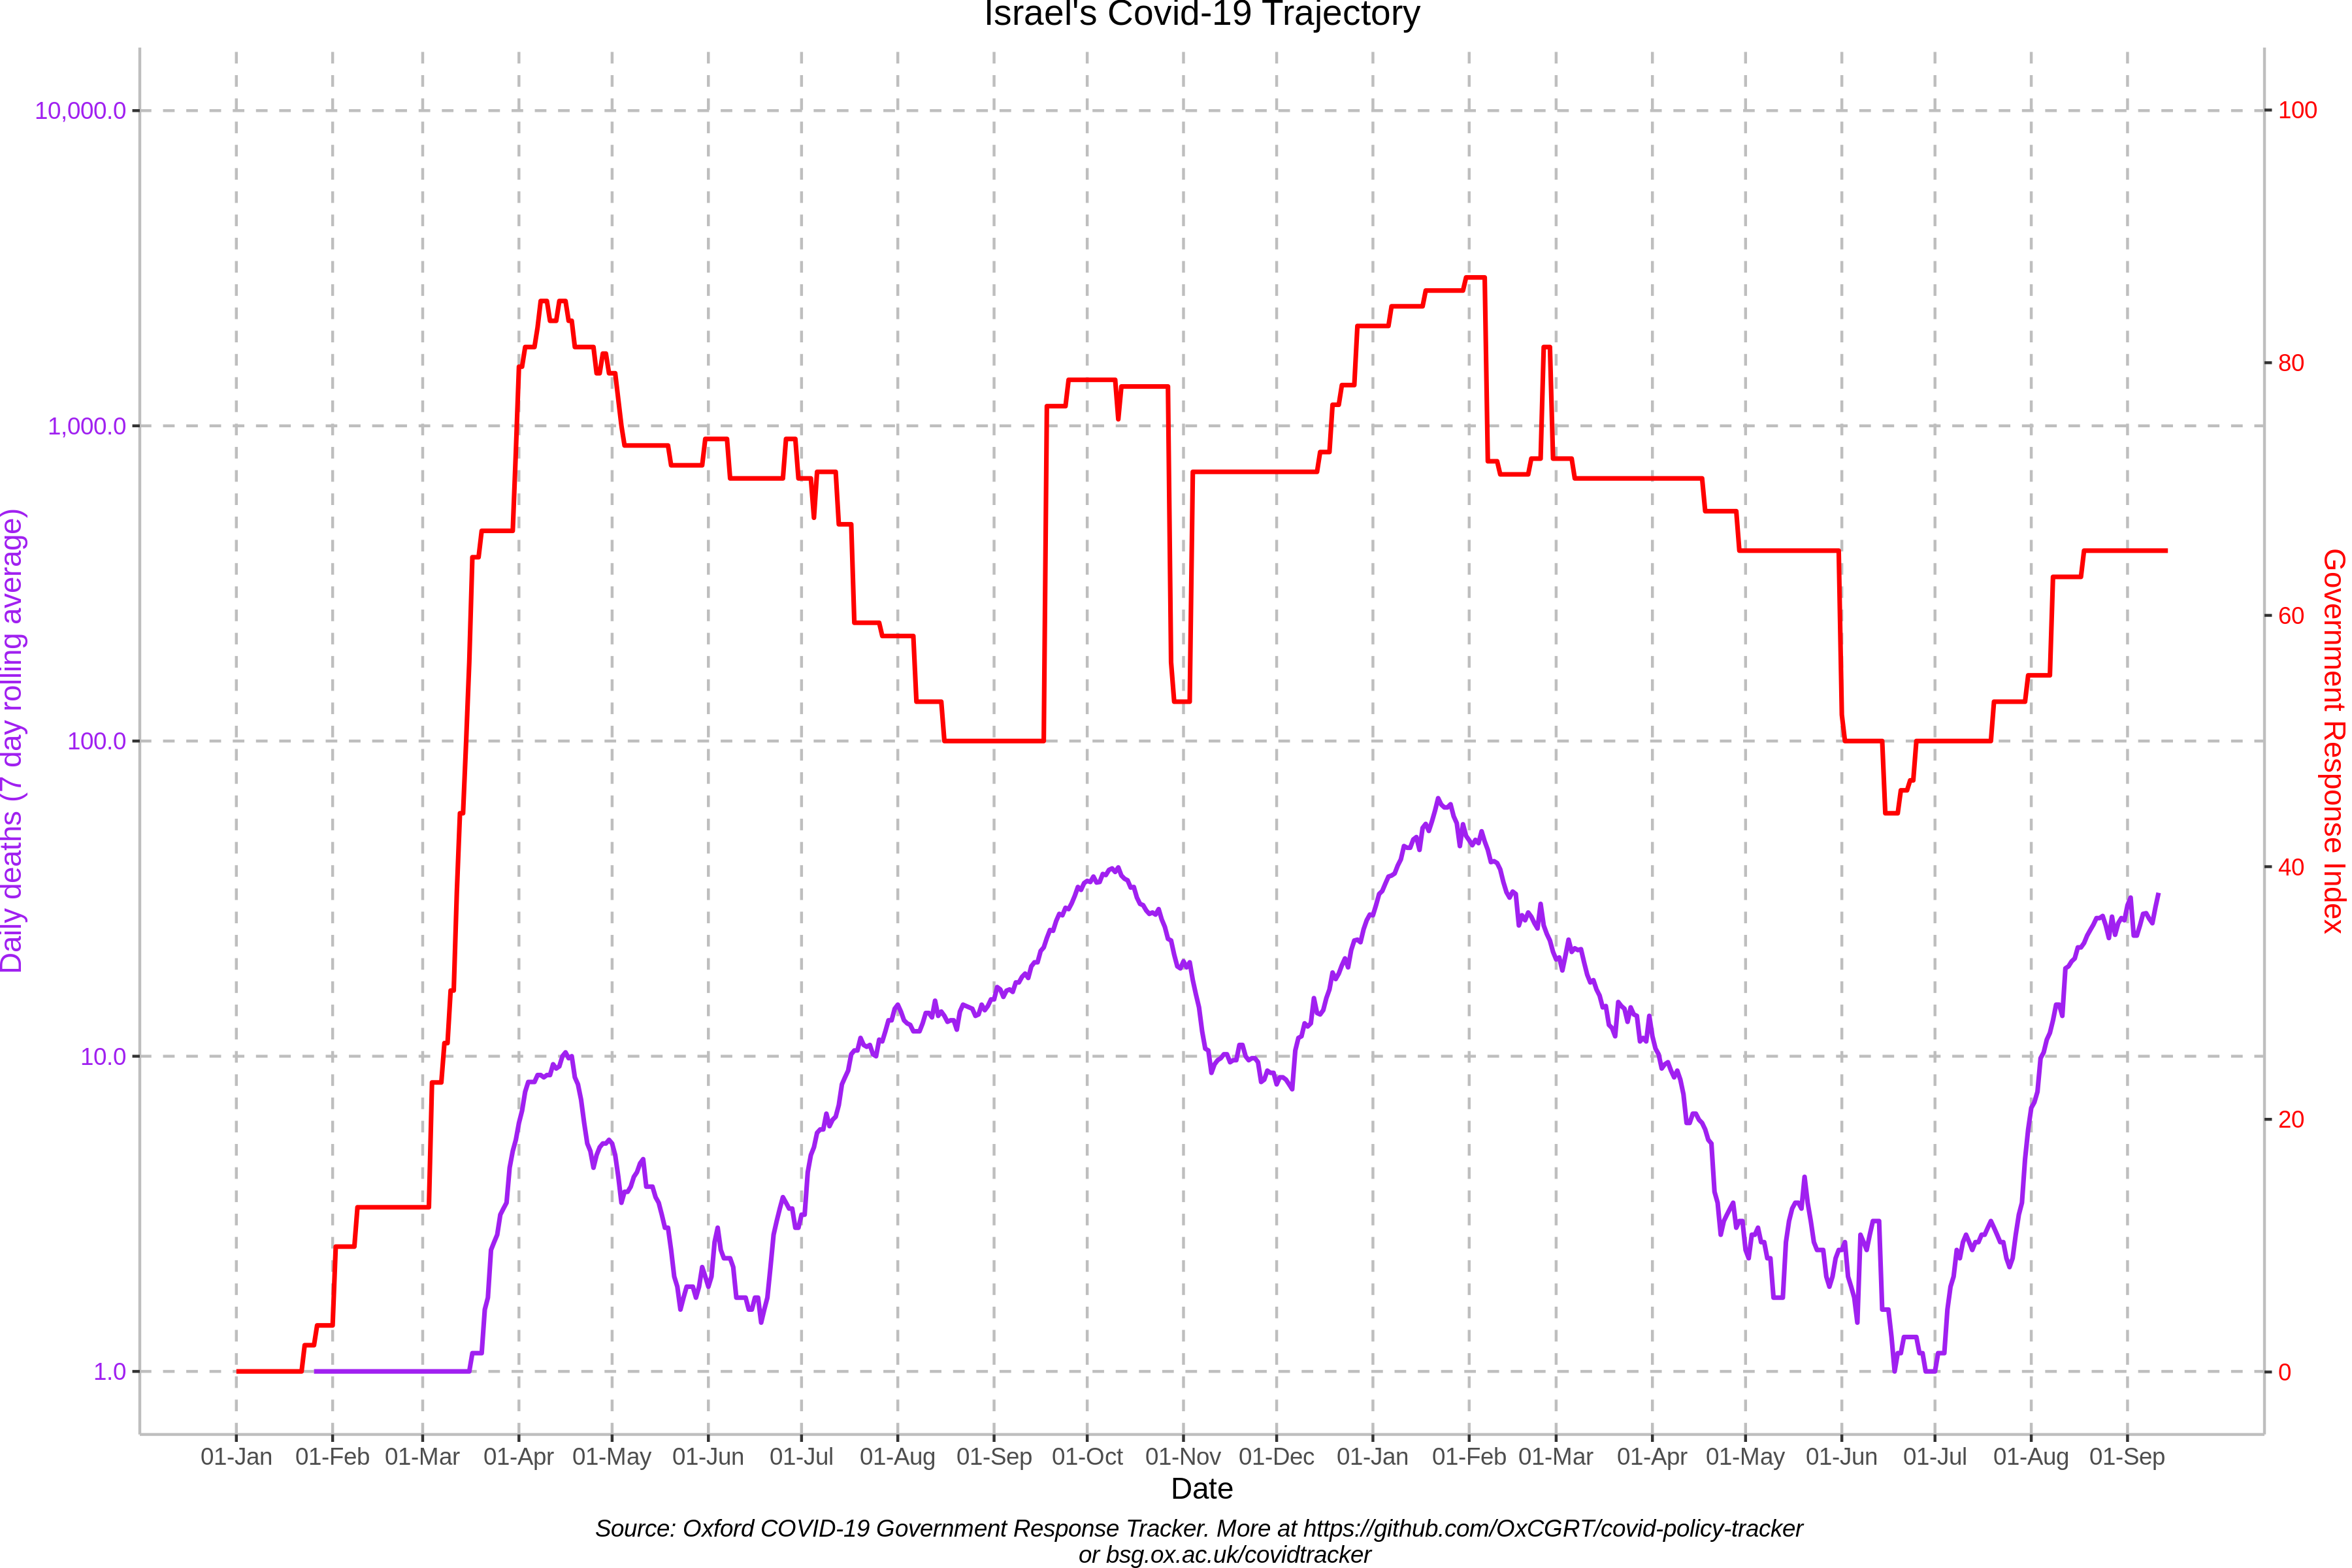 Israel's Covid-19 Trajectory
10,000.0
1,000.0
100.0
10.0
1.0
Daily deaths (7 day rolling average)
100
80
60
40
20
0
Government Response Index
01-Jan 01-Feb 01-Mar 01-Apr 01-May 01-Jun 01-Jul 01-Aug 01-Sep 01-Oct 01-Nov 01-Dec 01-Jan 01-Feb 01-Mar 01-Apr 01-May 01-Jun 01-Jul 01-Aug 01-Sep
Date
Source: Oxford COVID-19 Government Response Tracker. More at https://github.com/OxCGRT/covid-policy-tracker
or bsg.ox.ac.uk/covidtracker